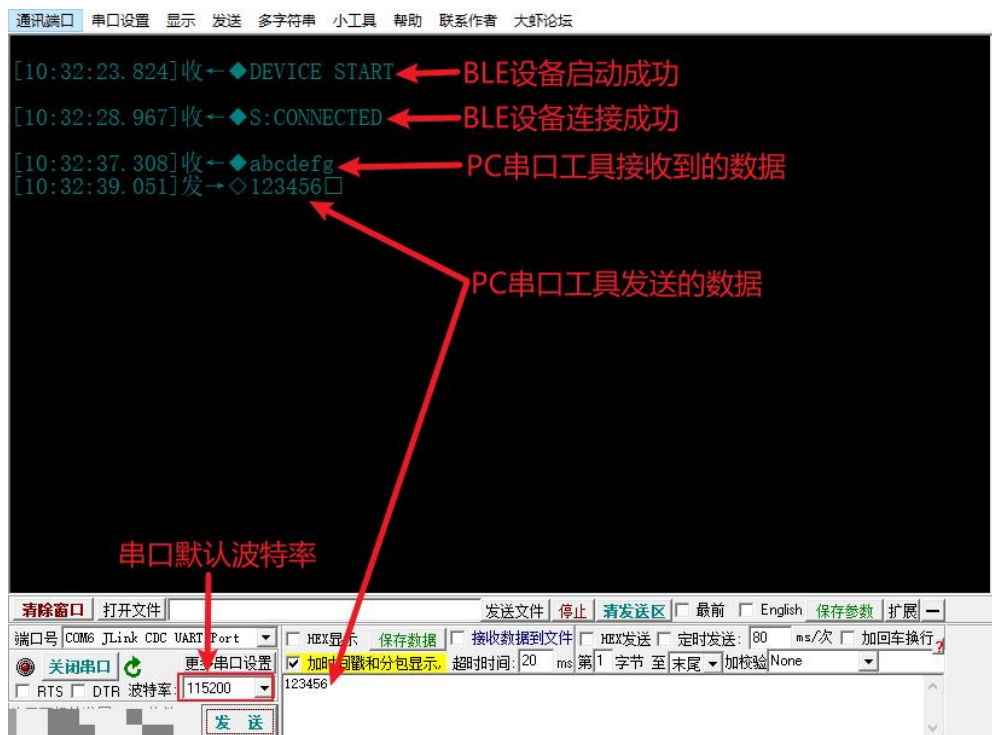 通讯端口 串口设置 显示 发送 多字符串 小工具 帮助 联系作者 大虾论坛
[10:32:23.824]收←◆DEVICE START BLE设备启动成功
[10:32:28.967]收←◆S:CONNECTED BLE设备连接成功
[10:32:37.308]收←◆abcdefg PC串口工具接收到的数据
[10:32:39.051]发→◇123456□
PC串口工具发送的数据
串口默认波特率
清除窗口 打开文件 发送文件 停止 清发送区 最前 English 保存参数 扩展 —
端口号 COM6 JLink CDC UART Port HEX显示 保存数据 接收数据到文件 HEX发送 定时发送: 80 ms/次 加回车换行 ?
关闭串口 更多串口设置 加时间戳和分包显示, 超时时间: 20 ms 第1 字节 至 末尾 加校验 None
RTS DTR 波特率: 115200 123456
发 送